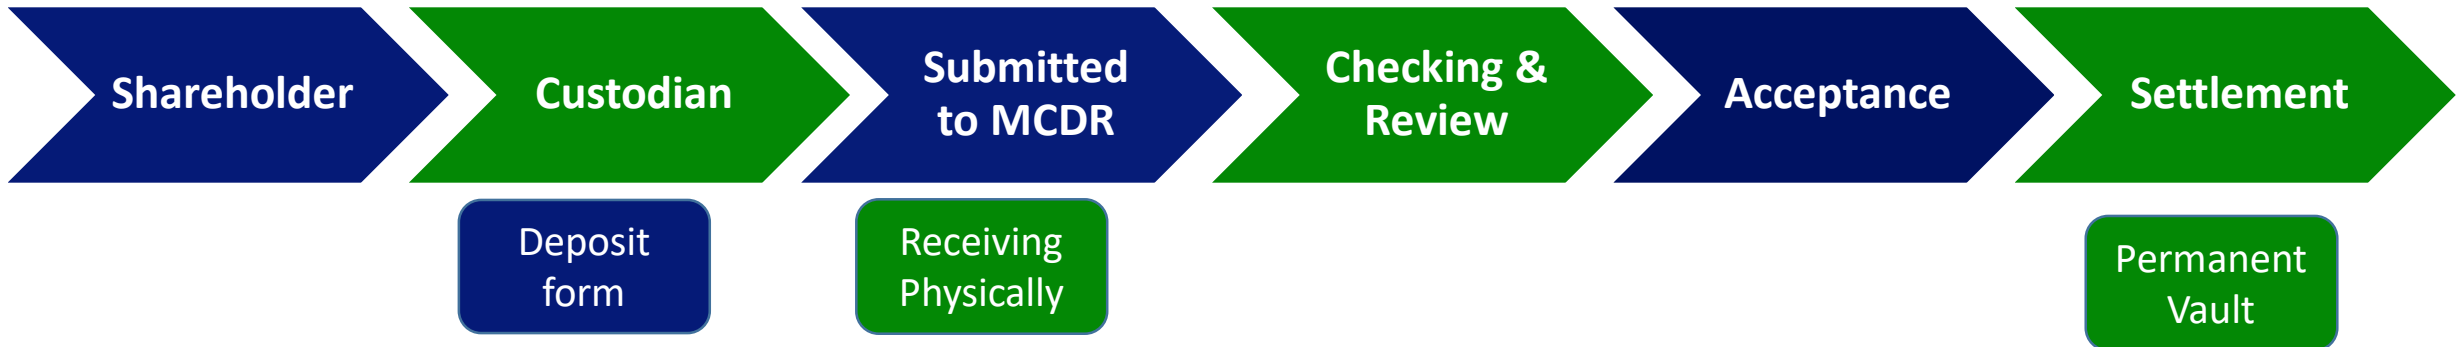 Shareholder
Custodian
Submitted
to MCDR
Checking &
Review
Acceptance
Settlement
Deposit
form
Receiving
Physically
Permanent
Vault